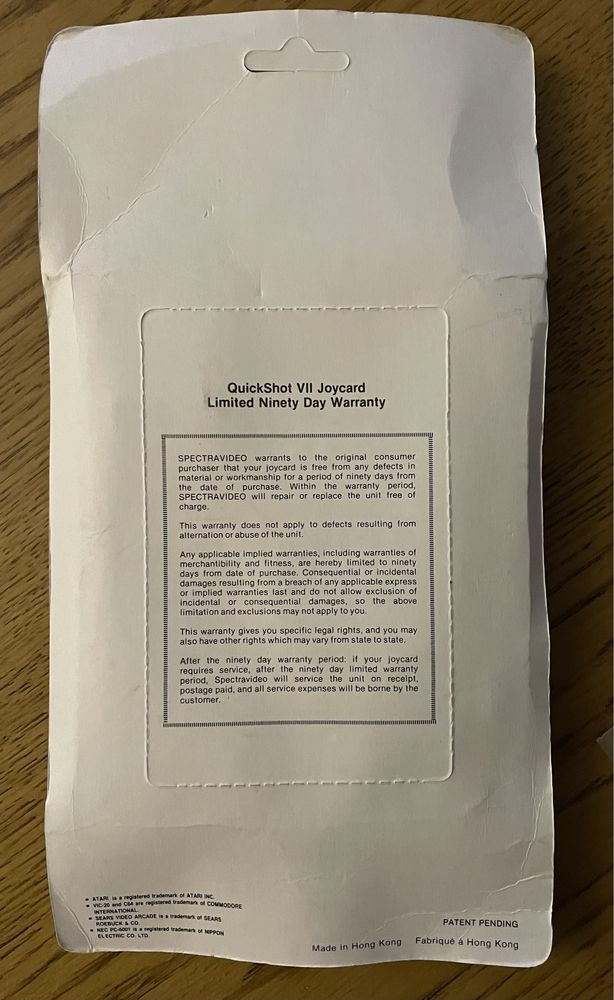 QuickShot VII Joycard
Limited Ninety Day Warranty
SPECTRAVIDEO warrants to the original consumer
purchaser that your joycard is free from any defects in
material or workmanship for a period of ninety days from
the date of purchase. Within the warranty period,
SPECTRAVIDEO will repair or replace the unit free of
charge.
This warranty does not apply to defects resulting from
alternation or abuse of the unit.
Any applicable implied warranties, including warranties of
merchantibility and fitness, are hereby limited to ninety
days from date of purchase. Consequential or incidental
damages resulting from a breach of any applicable express
or implied warranties last and do not allow exclusion of
incidental or consequential damages, so the above
limitation and exclusions may not apply to you.
This warranty gives you specific legal rights, and you may
also have other rights which may vary from state to state.
After the ninety day warranty period: if your joycard
requires service, after the ninety day limited warranty
period, Spectravideo will service the unit on receipt,
postage paid, and all service expenses will be borne by the
customer.
• ATARI is a registered trademark of ATARI INC.
• VIC-20 and C64 are registered trademark of COMMODORE
INTERNATIONAL.
• SEARS VIDEO ARCADE is a trademark of SEARS
ROEBUCK & CO.
• NEC PC-6001 is a registered trademark of NIPPON
ELECTRIC CO. LTD.
PATENT PENDING
Made in Hong Kong Fabriqué á Hong Kong